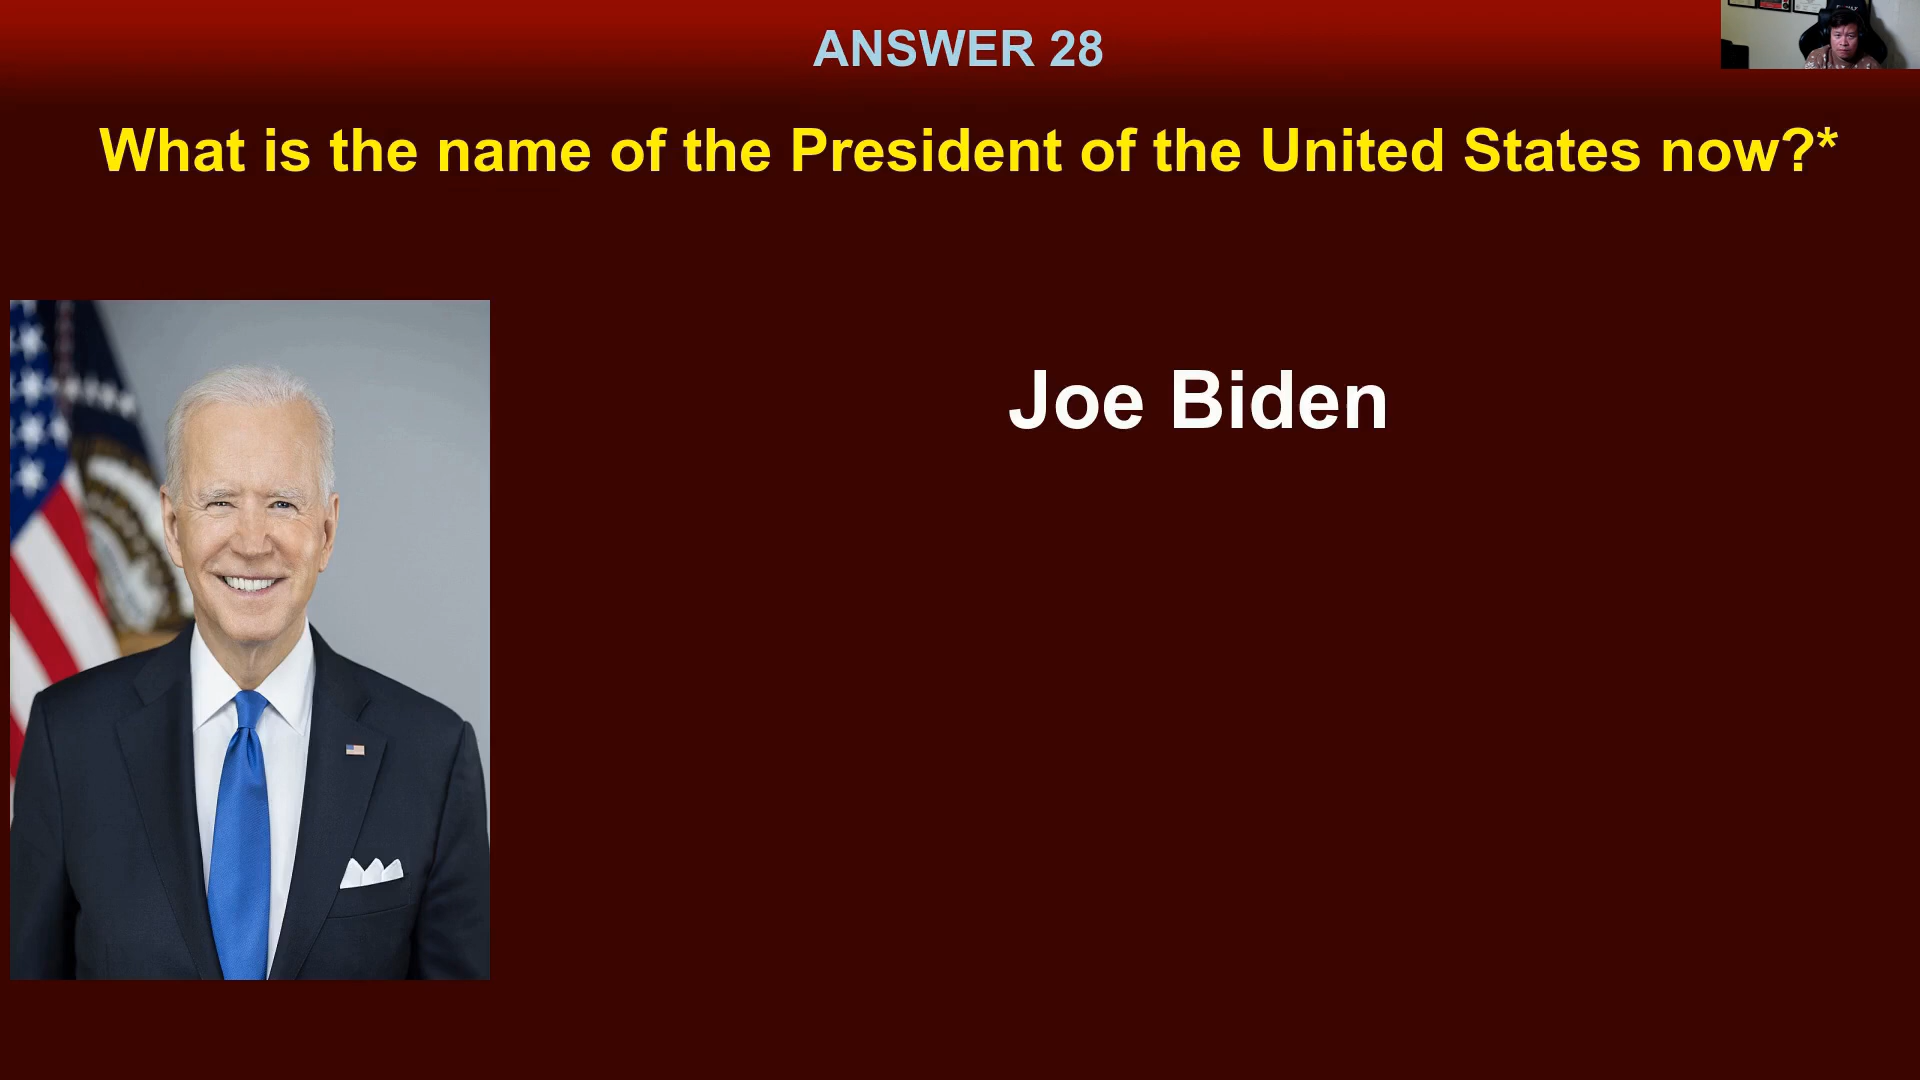 ANSWER 28
What is the name of the President of the United States now?*
Joe Biden